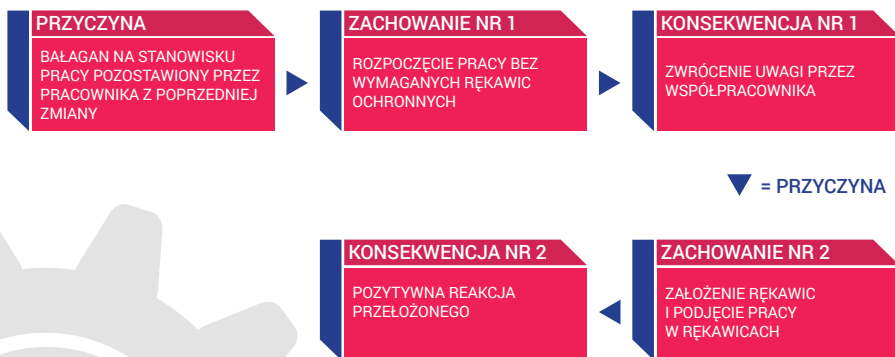 PRZYCZYNA
BAŁAGAN NA STANOWISKU
PRACY POZOSTAWIONY PRZEZ
PRACOWNIKA Z POPRZEDNIEJ
ZMIANY
ZACHOWANIE NR 1
ROZPOCZĘCIE PRACY BEZ
WYMAGANYCH RĘKAWIC
OCHRONNYCH
KONSEKWENCJA NR 1
ZWRÓCENIE UWAGI PRZEZ
WSPÓŁPRACOWNIKA
= PRZYCZYNA
ZACHOWANIE NR 2
ZAŁOŻENIE RĘKAWIC
I PODJĘCIE PRACY
W RĘKAWICACH
KONSEKWENCJA NR 2
POZYTYWNA REAKCJA
PRZEŁOŻONEGO